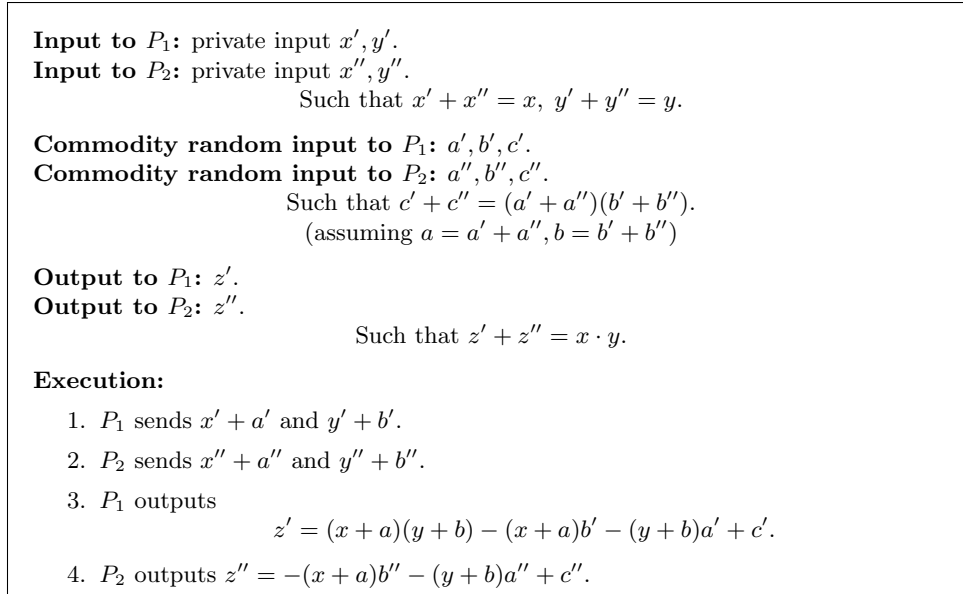 Input to P₁: private input x′, y′.
Input to P₂: private input x″, y″.
Such that x′ + x″ = x, y′ + y″ = y.
Commodity random input to P₁: a′, b′, c′.
Commodity random input to P₂: a″, b″, c″.
Such that c′ + c″ = (a′ + a″)(b′ + b″).
(assuming a = a′ + a″, b = b′ + b″)
Output to P₁: z′.
Output to P₂: z″.
Such that z′ + z″ = x · y.
Execution:
1. P₁ sends x′ + a′ and y′ + b′.
2. P₂ sends x″ + a″ and y″ + b″.
3. P₁ outputs
z′ = (x + a)(y + b) − (x + a)b′ − (y + b)a′ + c′.
4. P₂ outputs z″ = −(x + a)b″ − (y + b)a″ + c″.